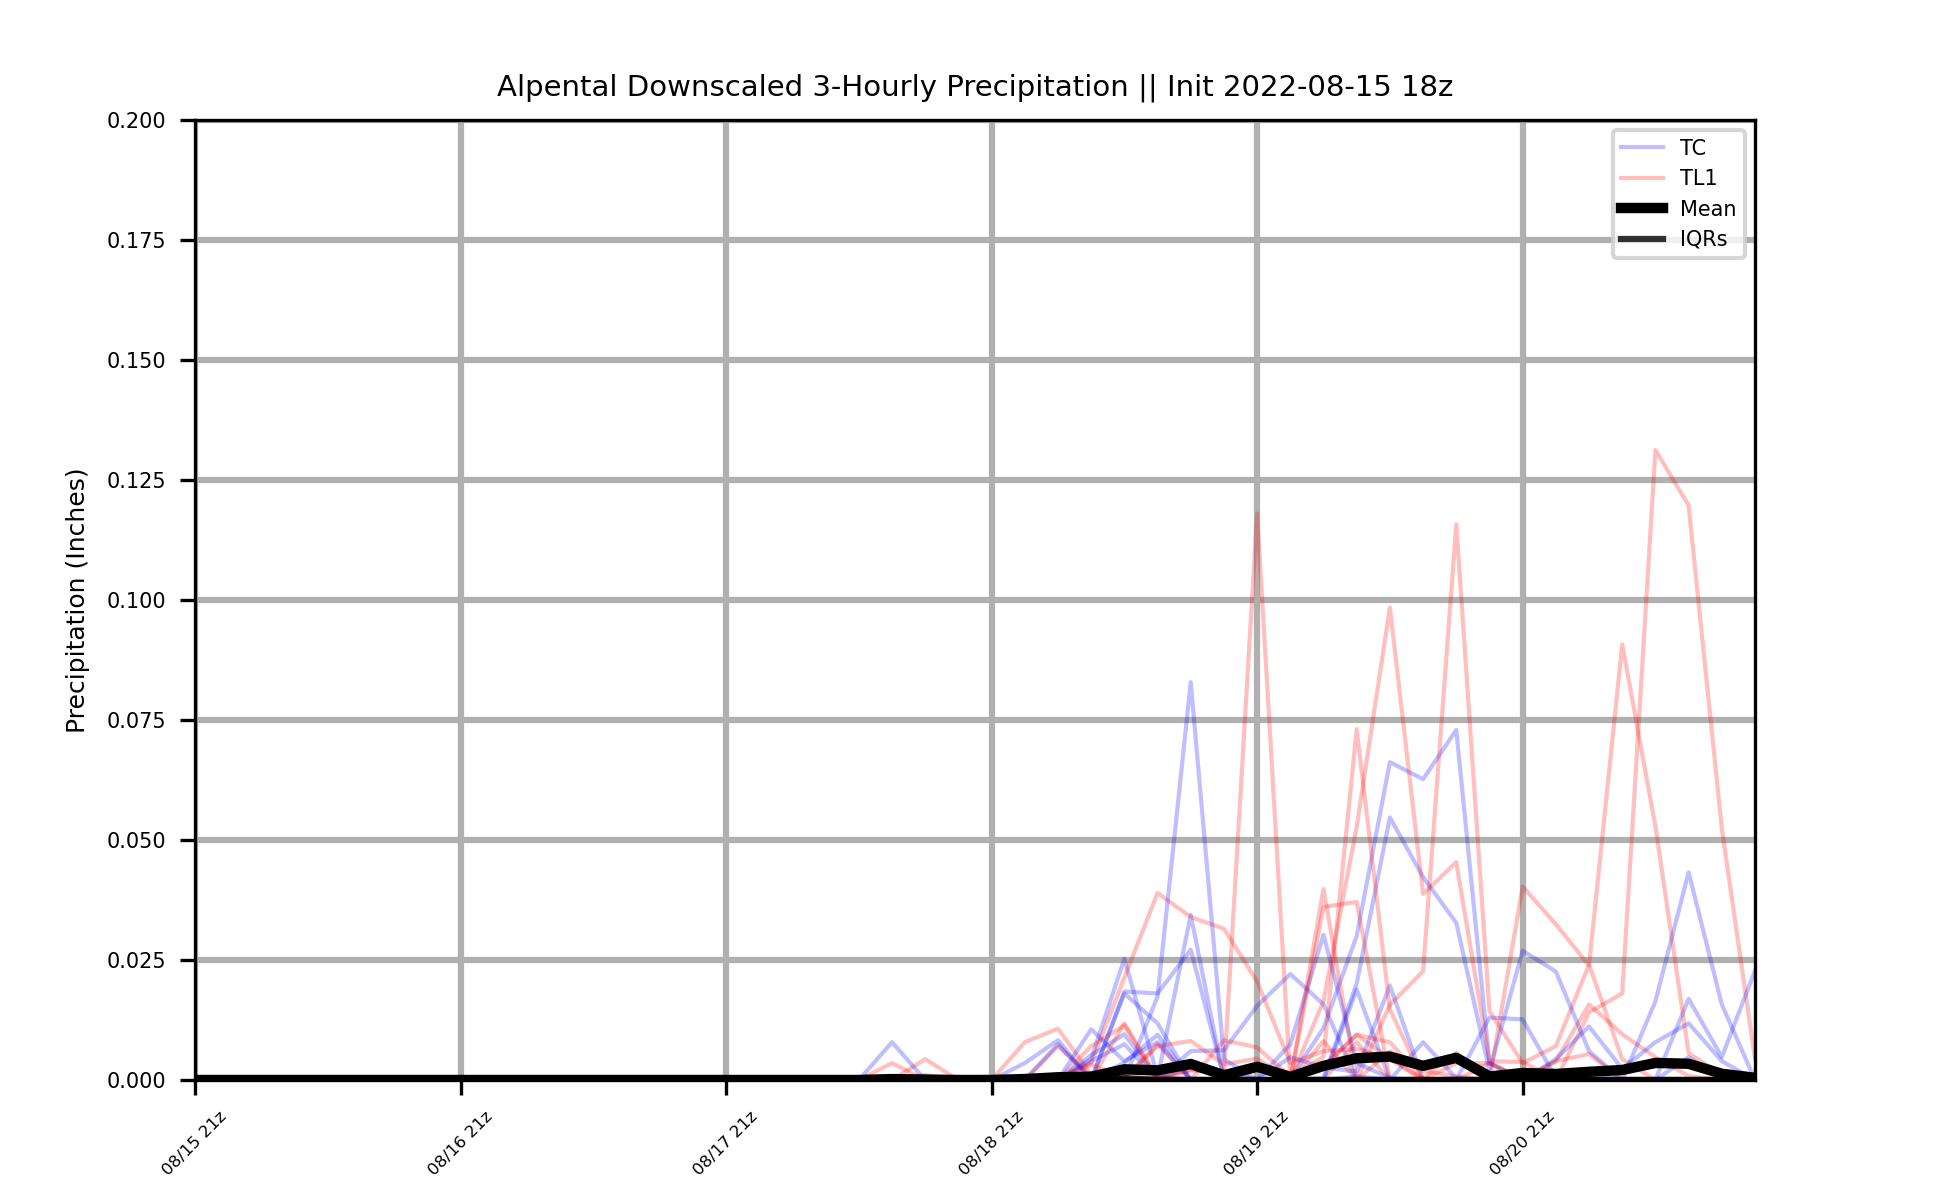 Alpental Downscaled 3-Hourly Precipitation || Init 2022-08-15 18z
TC
TL1
Mean
IQRs
Precipitation (Inches)
0.200
0.175
0.150
0.125
0.100
0.075
0.050
0.025
0.000
08/15 21z
08/16 21z
08/17 21z
08/18 21z
08/19 21z
08/20 21z